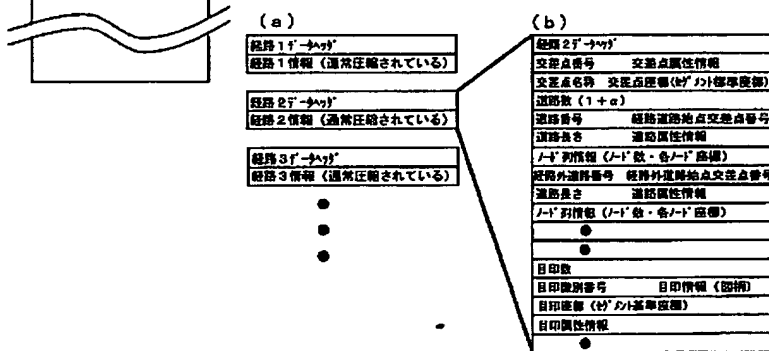 (a)
経路1データヘッダ
経路1情報（通常圧縮されている）
経路2データヘッダ
経路2情報（通常圧縮されている）
経路3データヘッダ
経路3情報（通常圧縮されている）
(b)
経路2データヘッダ
交差点番号 交差点属性情報
交差点名称 交差点座標(セグメント標準座標)
道路数（1+α）
道路番号 経路道路始点交差点番号
道路長さ 道路属性情報
ノード列情報（ノード数・各ノード座標）
経路外道路番号 経路外道路始点交差点番号
道路長さ 道路属性情報
ノード列情報（ノード数・各ノード座標）
目印数
目印識別番号 目印情報（図柄）
目印座標（セグメント基準座標）
目印属性情報